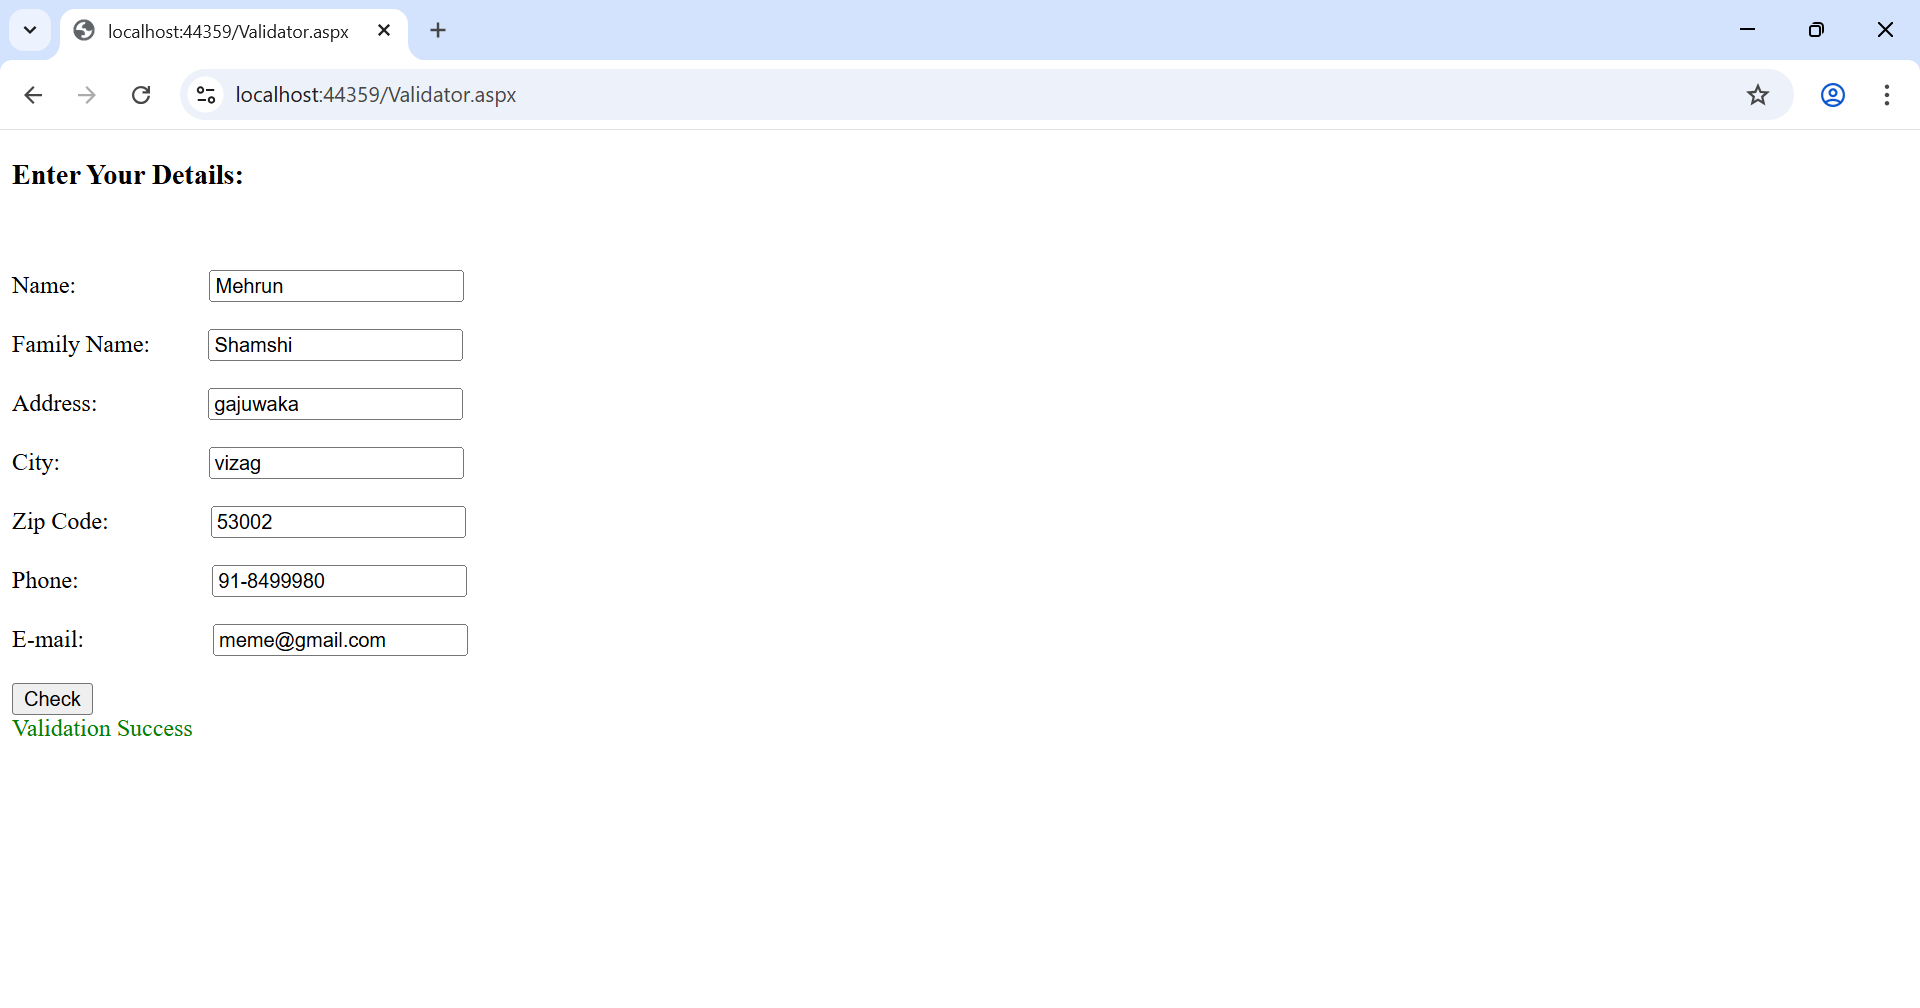 localhost:44359/Validator.aspx
localhost:44359/Validator.aspx
Enter Your Details:
Name: Mehrun
Family Name: Shamshi
Address: gajuwaka
City: vizag
Zip Code: 53002
Phone: 91-8499980
E-mail: meme@gmail.com
Check
Validation Success